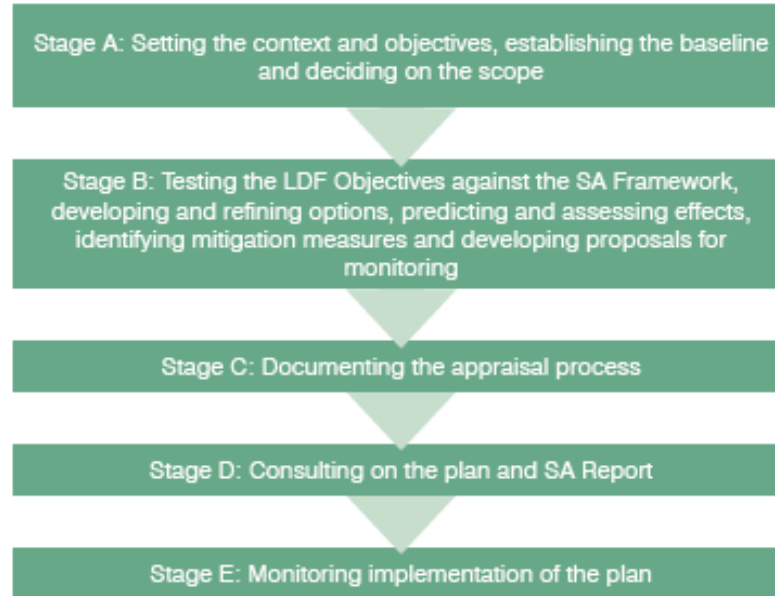 Stage A: Setting the context and objectives, establishing the baseline
and deciding on the scope
Stage B: Testing the LDF Objectives against the SA Framework,
developing and refining options, predicting and assessing effects,
identifying mitigation measures and developing proposals for
monitoring
Stage C: Documenting the appraisal process
Stage D: Consulting on the plan and SA Report
Stage E: Monitoring implementation of the plan